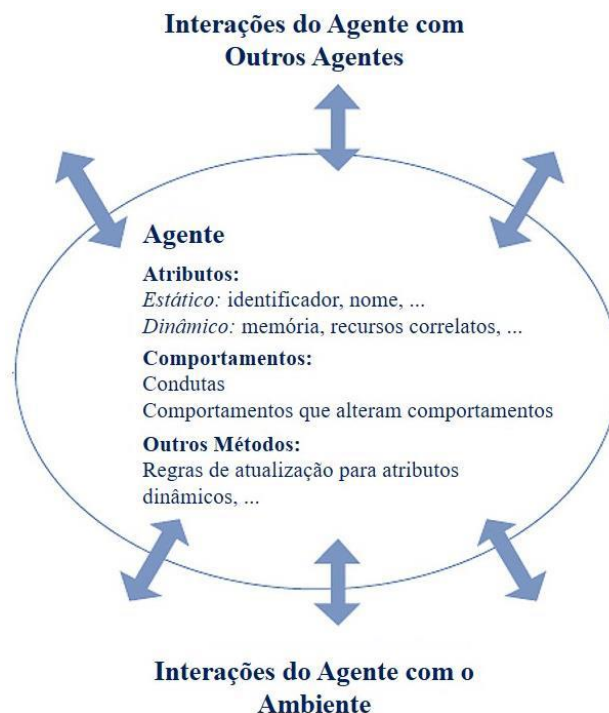 Interações do Agente com
Outros Agentes
Agente
Atributos:
Estático: identificador, nome, ...
Dinâmico: memória, recursos correlatos, ...
Comportamentos:
Condutas
Comportamentos que alteram comportamentos
Outros Métodos:
Regras de atualização para atributos
dinâmicos, ...
Interações do Agente com o
Ambiente